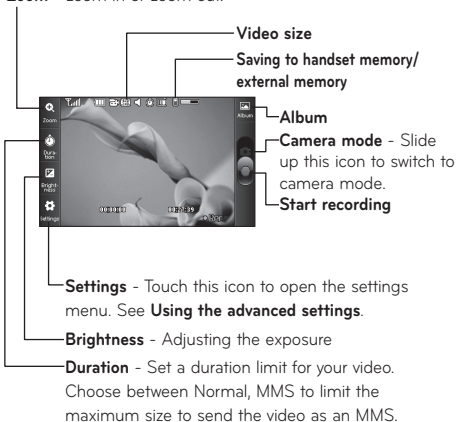 Zoom - Zoom in or zoom out.
Video size
Saving to handset memory/
external memory
Album
Camera mode - Slide
up this icon to switch to
camera mode.
Start recording
Zoom
Dura-
tion
Bright-
ness
Settings
Album
00:00:00
Settings - Touch this icon to open the settings
menu. See Using the advanced settings.
Brightness - Adjusting the exposure
Duration - Set a duration limit for your video.
Choose between Normal, MMS to limit the
maximum size to send the video as an MMS.